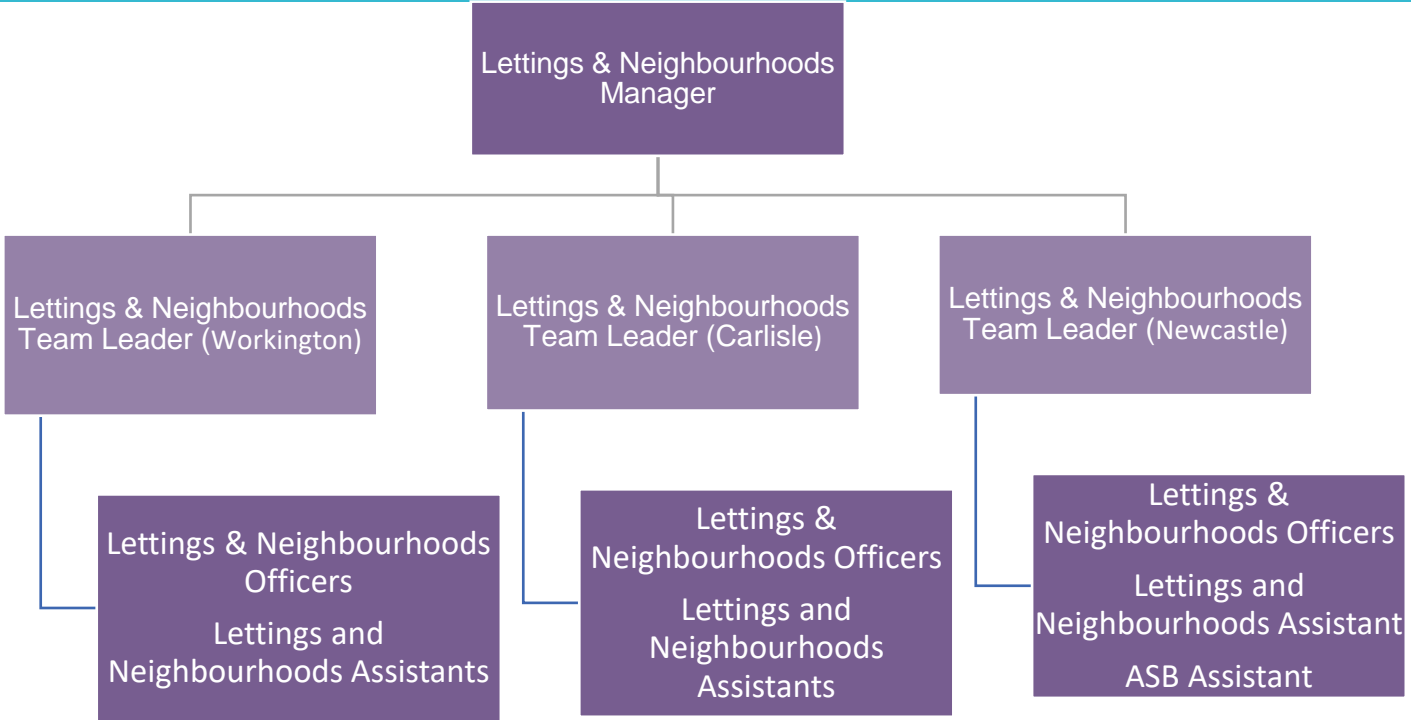 Lettings & Neighbourhoods
Manager
Lettings & Neighbourhoods
Team Leader (Workington)
Lettings & Neighbourhoods
Team Leader (Carlisle)
Lettings & Neighbourhoods
Team Leader (Newcastle)
Lettings & Neighbourhoods
Officers
Lettings and
Neighbourhoods Assistants
Lettings &
Neighbourhoods Officers
Lettings and
Neighbourhoods
Assistants
Lettings &
Neighbourhoods Officers
Lettings and
Neighbourhoods Assistant
ASB Assistant